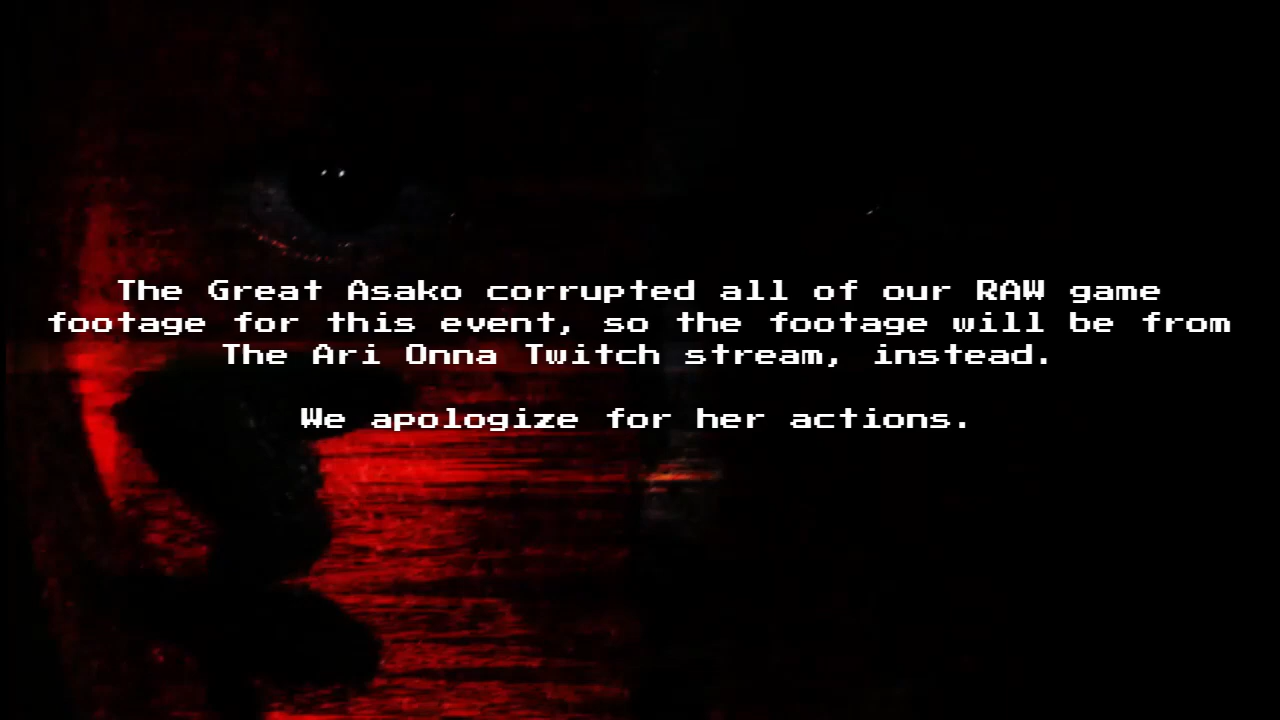 The Great Asako corrupted all of our RAW game
footage for this event, so the footage will be from
The Ari Onna Twitch stream, instead.
We apologize for her actions.